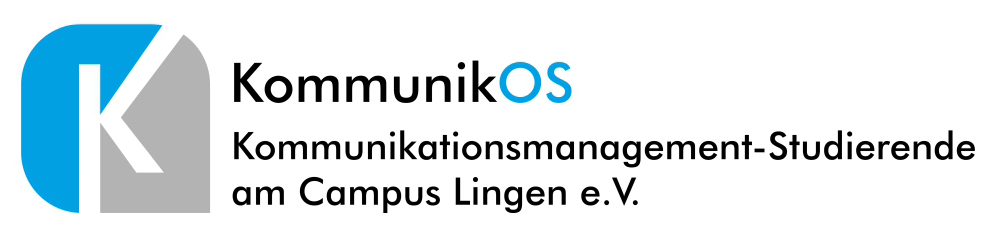 K
KommunikOS
Kommunikationsmanagement-Studierende
am Campus Lingen e.V.